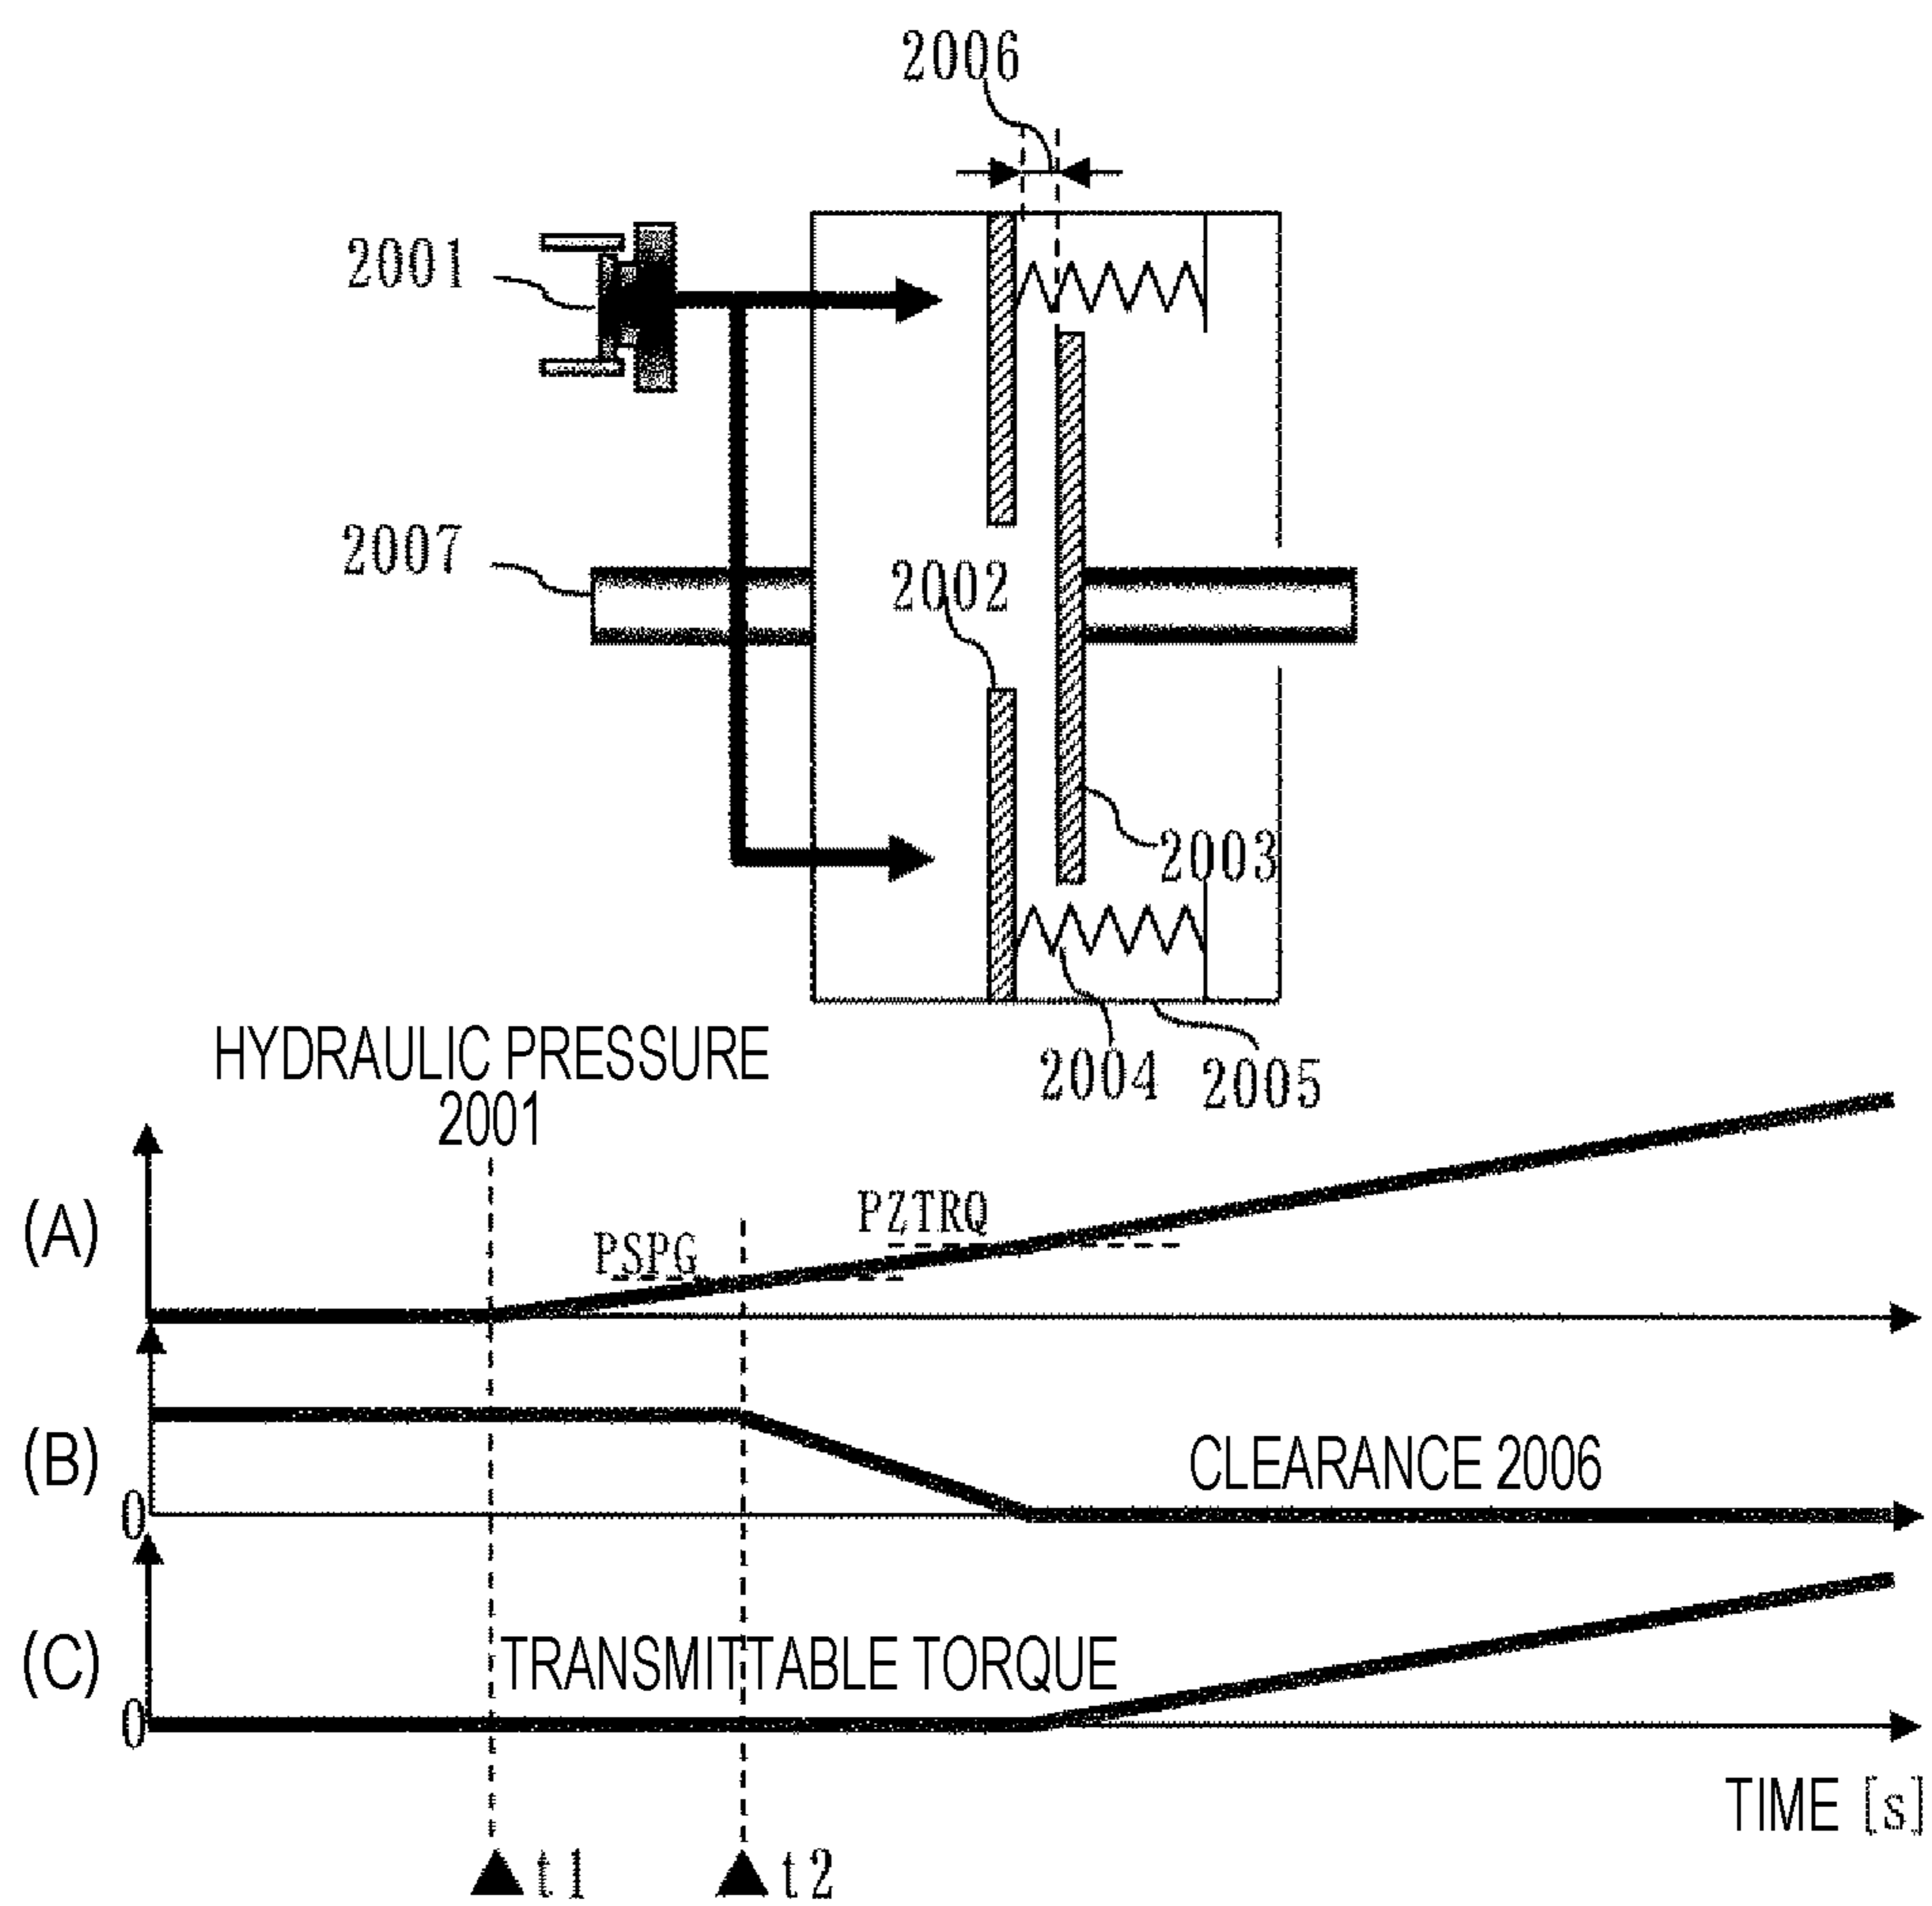 2006
2001
2007
2002
2003
2004
2005
HYDRAULIC PRESSURE
2001
(A)
PSPG
PZTRQ
(B)
CLEARANCE 2006
0
(C)
TRANSMITTABLE TORQUE
0
TIME [s]
t1
t2